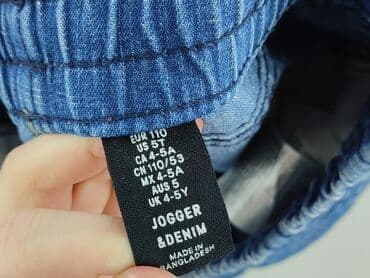 EUR 110
US 5T
CA 4-5A
CN 110/53
MX 4-5A
AUS 5
UK 4-5Y
JOGGER
&DENIM
MADE IN
BANGLADESH